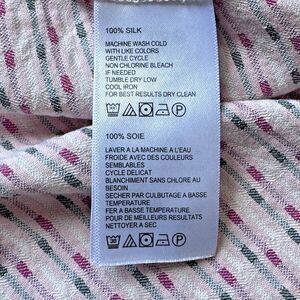 100% SILK
MACHINE WASH COLD
WITH LIKE COLORS
GENTLE CYCLE
NON CHLORINE BLEACH
IF NEEDED
TUMBLE DRY LOW
COOL IRON
FOR BEST RESULTS DRY CLEAN
100% SOIE
LAVER A LA MACHINE A L'EAU
FROIDE AVEC DES COULEURS
SEMBLABLES
CYCLE DELICAT
BLANCHIMENT SANS CHLORE AU
BESOIN
SECHER PAR CULBUTAGE A BASSE
TEMPERATURE
FER A BASSE TEMPERATURE
POUR DE MEILLEURS RESULTATS
NETTOYER A SEC